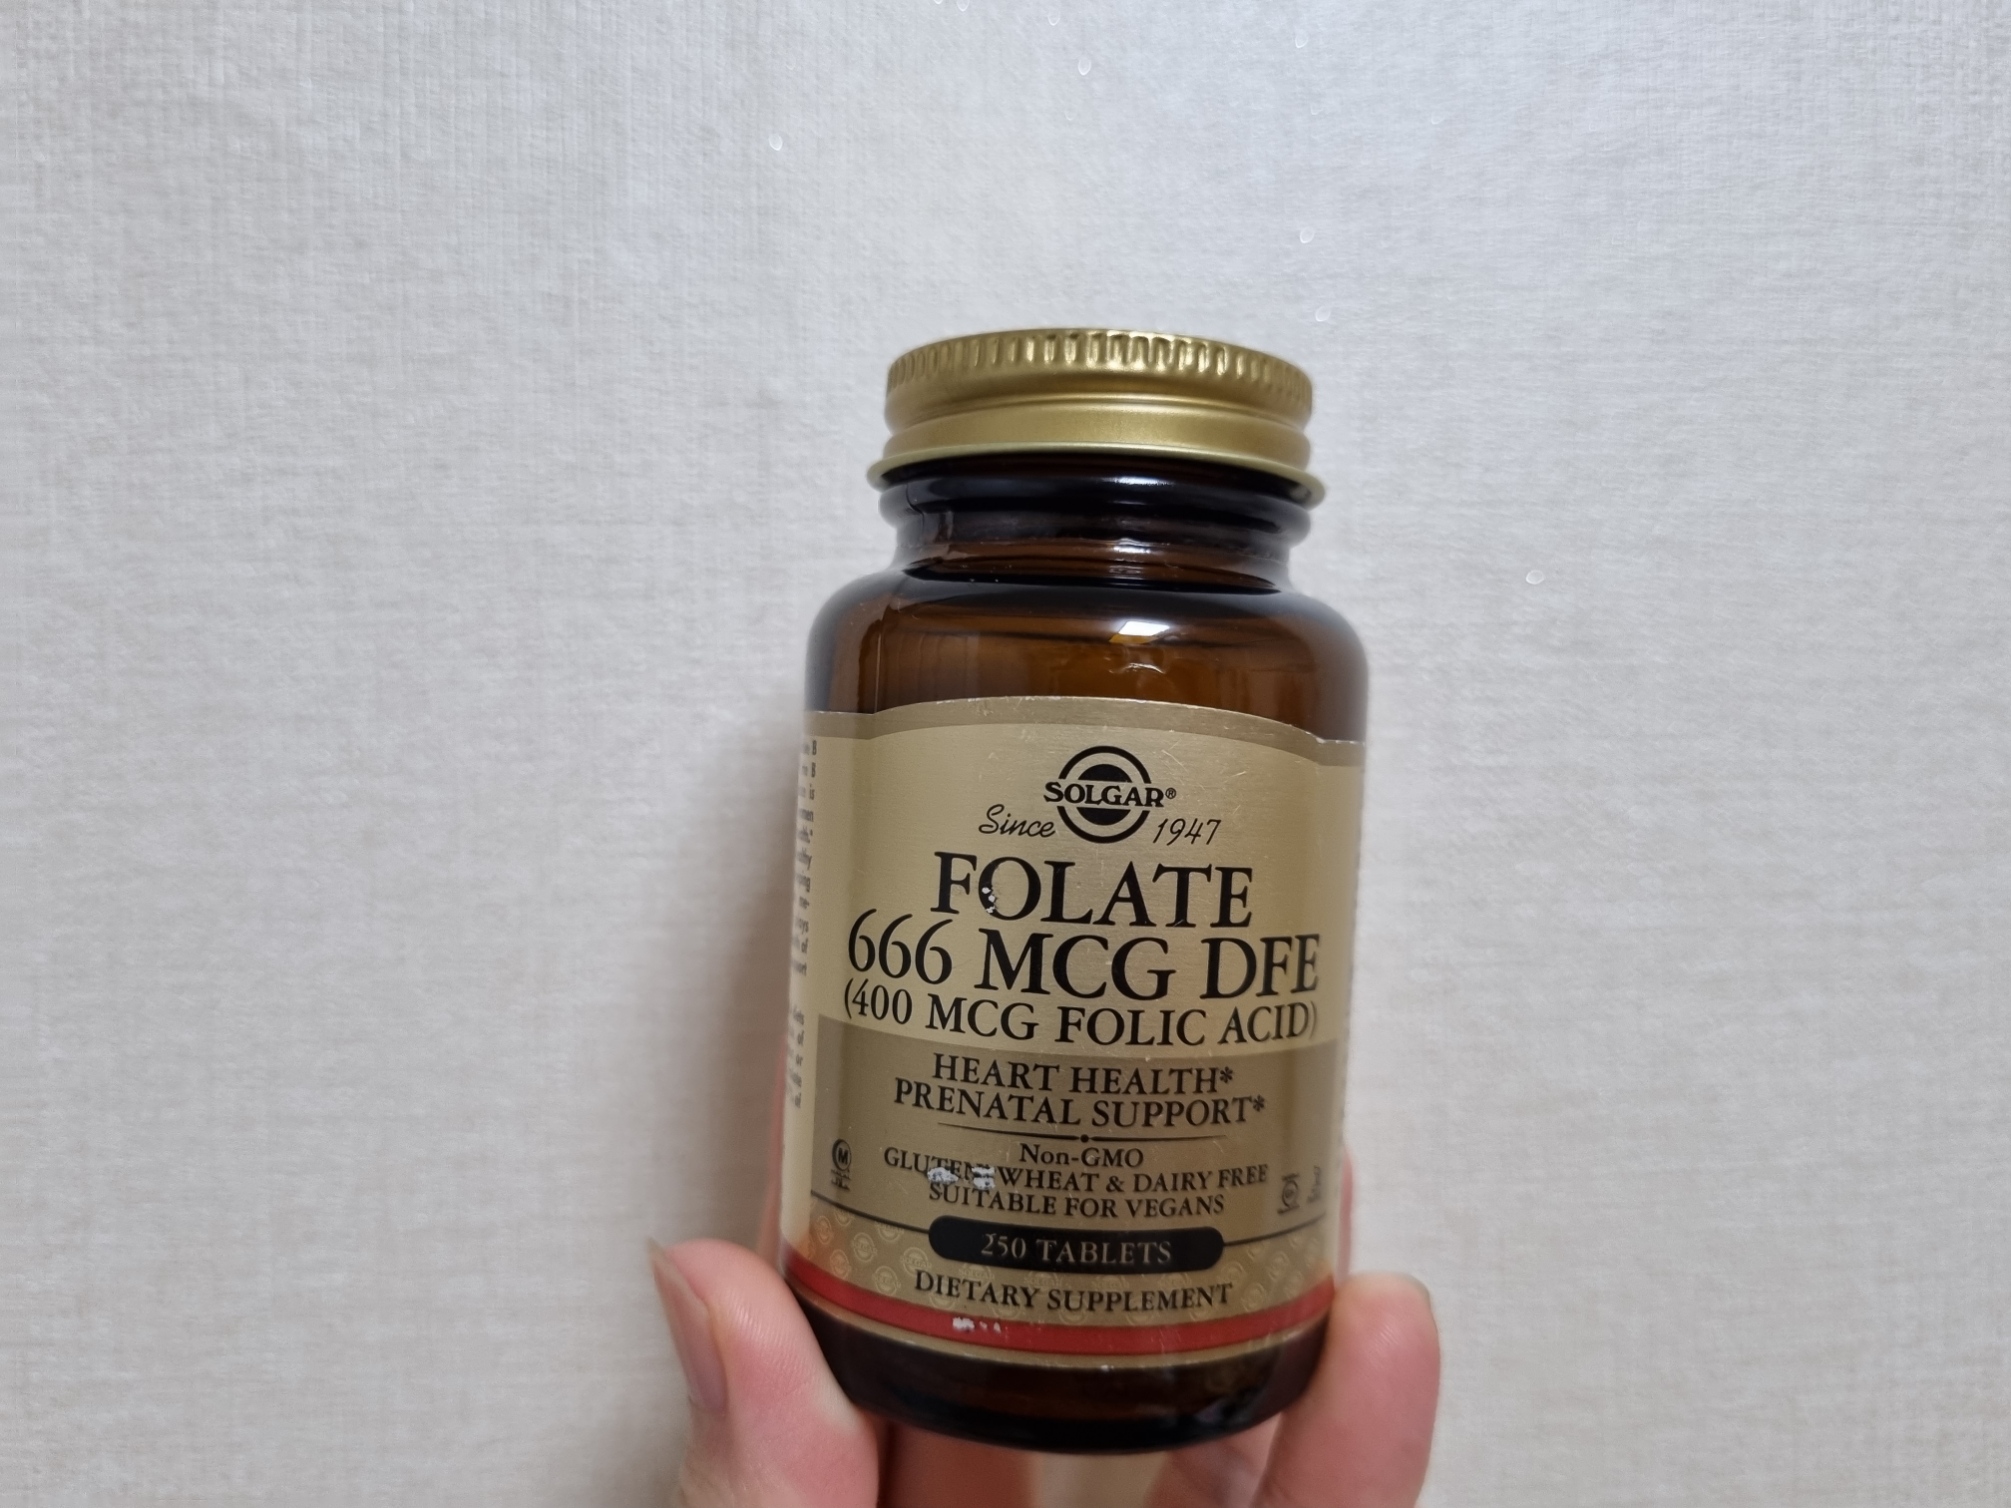 SOLGAR®
Since 1947
FOLATE
666 MCG DFE
(400 MCG FOLIC ACID)
HEART HEALTH*
PRENATAL SUPPORT*
Non-GMO
GLUTEN, WHEAT & DAIRY FREE
SUITABLE FOR VEGANS
250 TABLETS
DIETARY SUPPLEMENT